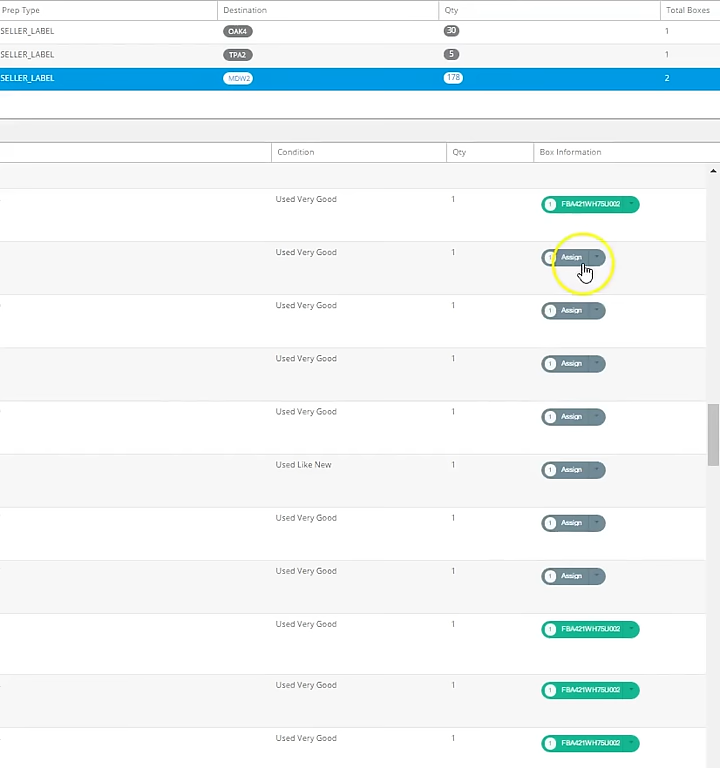 Prep Type Destination Qty Total Boxes
SELLER_LABEL OAK4 30 1
SELLER_LABEL TPA2 5 1
SELLER_LABEL MDW2 178 2
Condition Qty Box Information
Used Very Good 1 1 FBA421WH75U002
Used Very Good 1 1 Assign
Used Very Good 1 1 Assign
Used Very Good 1 1 Assign
Used Very Good 1 1 Assign
Used Like New 1 1 Assign
Used Very Good 1 1 Assign
Used Very Good 1 1 Assign
Used Very Good 1 1 FBA421WH75U002
Used Very Good 1 1 FBA421WH75U002
Used Very Good 1 1 FBA421WH75U002